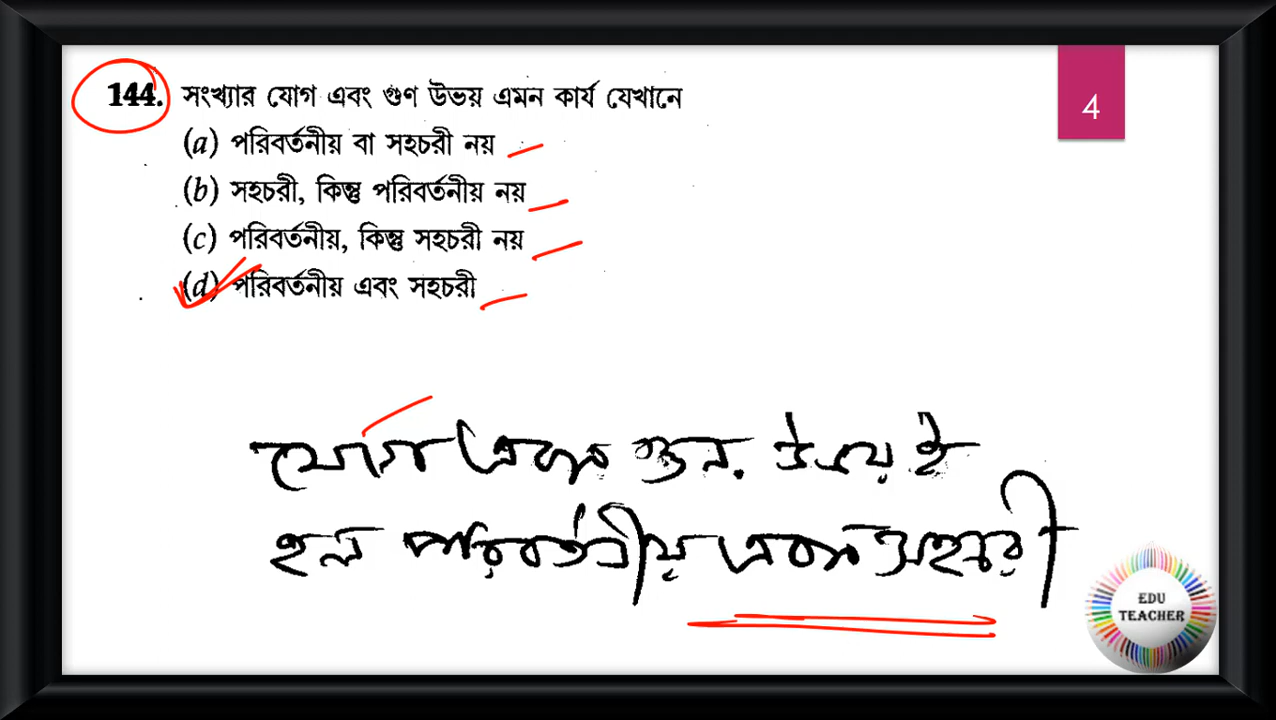 4
144. সংখ্যার যোগ এবং গুণ উভয় এমন কার্য যেখানে
(a) পরিবর্তনীয় বা সহচরী নয়
(b) সহচরী, কিন্তু পরিবর্তনীয় নয়
(c) পরিবর্তনীয়, কিন্তু সহচরী নয়
(d) পরিবর্তনীয় এবং সহচরী
যোগ এবং গুন. উভয় ই
হল পরিবর্তনীয় এবং সহচরী
EDU
TEACHER